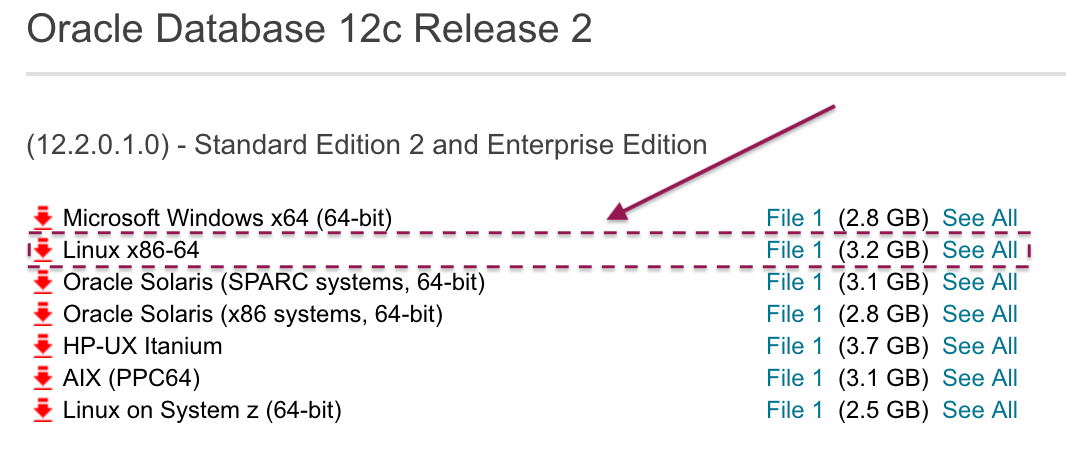 Oracle Database 12c Release 2
(12.2.0.1.0) - Standard Edition 2 and Enterprise Edition
Microsoft Windows x64 (64-bit) File 1 (2.8 GB) See All
Linux x86-64 File 1 (3.2 GB) See All
Oracle Solaris (SPARC systems, 64-bit) File 1 (3.1 GB) See All
Oracle Solaris (x86 systems, 64-bit) File 1 (2.8 GB) See All
HP-UX Itanium File 1 (3.7 GB) See All
AIX (PPC64) File 1 (3.1 GB) See All
Linux on System z (64-bit) File 1 (2.5 GB) See All